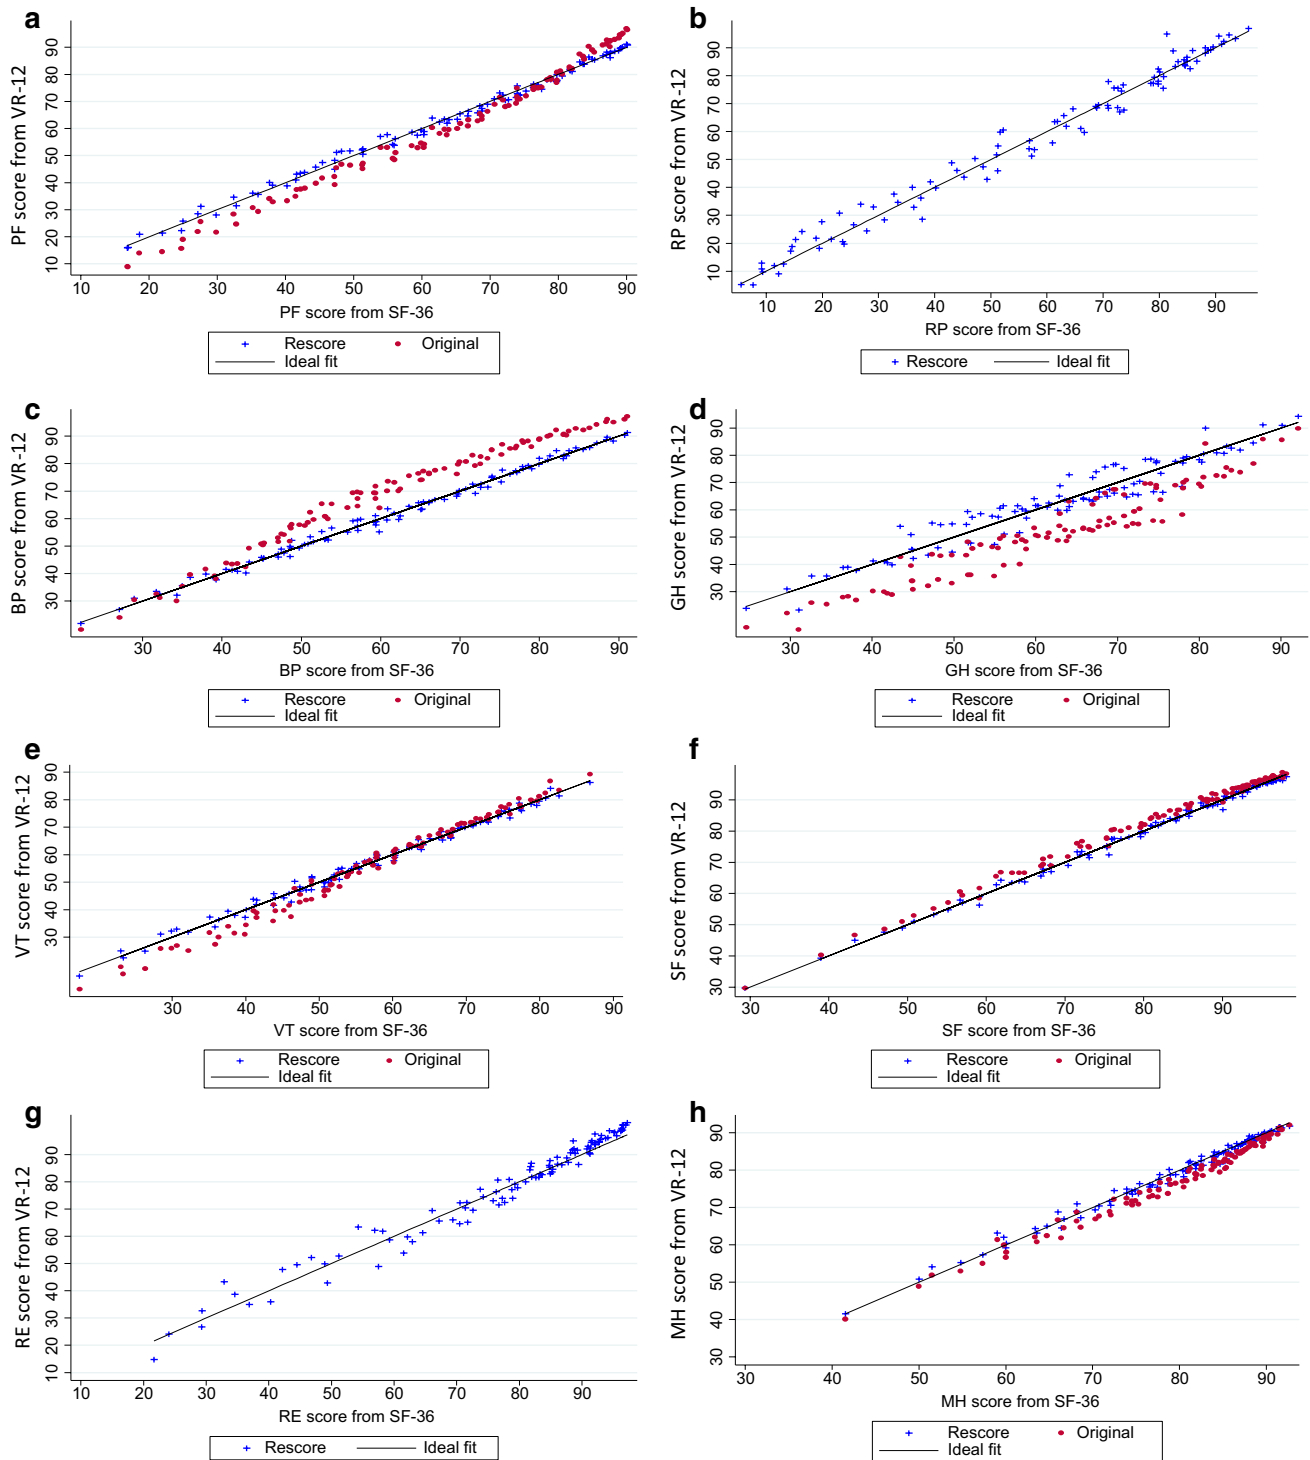 a
PF score from VR-12
90
80
70
60
50
40
30
20
10
10 20 30 40 50 60 70 80 90
PF score from SF-36
Rescore Original
Ideal fit
b
RP score from VR-12
90
80
70
60
50
40
30
20
10
10 20 30 40 50 60 70 80 90
RP score from SF-36
Rescore Ideal fit
c
BP score from VR-12
90
80
70
60
50
40
30
30 40 50 60 70 80 90
BP score from SF-36
Rescore Original
Ideal fit
d
GH score from VR-12
90
80
70
60
50
40
30
30 40 50 60 70 80 90
GH score from SF-36
Rescore Original
Ideal fit
e
VT score from VR-12
90
80
70
60
50
40
30
30 40 50 60 70 80 90
VT score from SF-36
Rescore Original
Ideal fit
f
SF score from VR-12
90
80
70
60
50
40
30
30 40 50 60 70 80 90
SF score from SF-36
Rescore Original
Ideal fit
g
RE score from VR-12
90
80
70
60
50
40
30
20
10
10 20 30 40 50 60 70 80 90
RE score from SF-36
Rescore Ideal fit
h
MH score from VR-12
90
80
70
60
50
40
30
30 40 50 60 70 80 90
MH score from SF-36
Rescore Original
Ideal fit